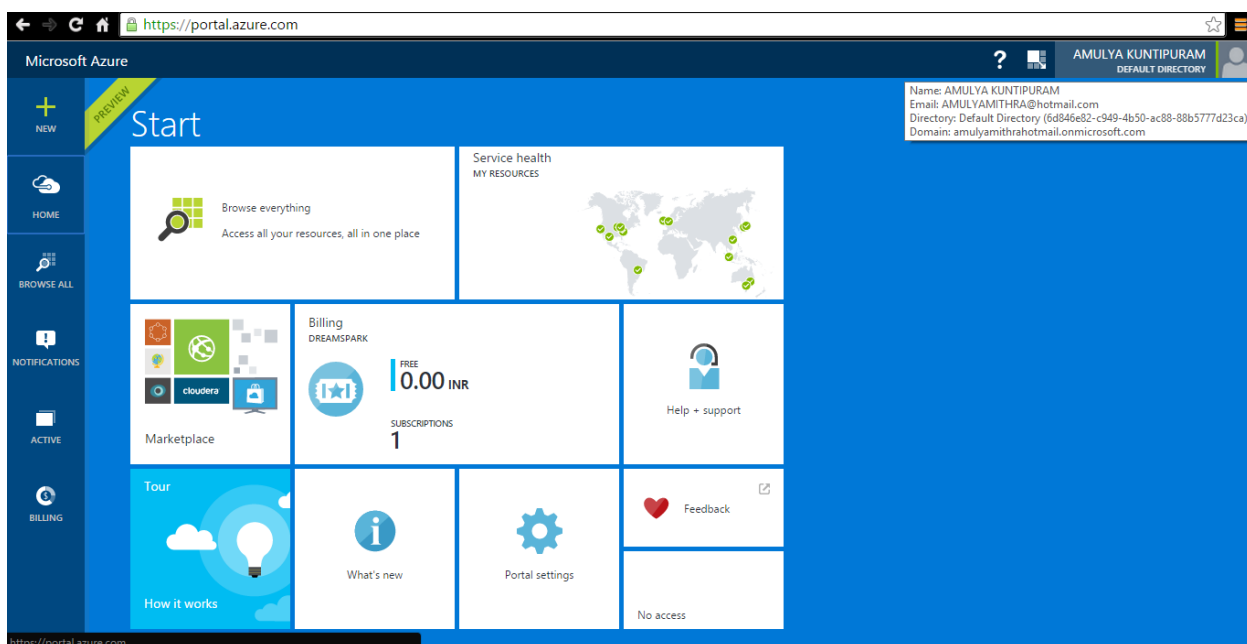 https://portal.azure.com
Microsoft Azure
?
AMULYA KUNTIPURAM
DEFAULT DIRECTORY
Name: AMULYA KUNTIPURAM
Email: AMULYAMITHRA@hotmail.com
Directory: Default Directory (6d846e82-c949-4b50-ac88-88b5777d23ca)
Domain: amulyamithrahotmail.onmicrosoft.com
NEW
HOME
BROWSE ALL
NOTIFICATIONS
ACTIVE
BILLING
PREVIEW
Start
Browse everything
Access all your resources, all in one place
Service health
MY RESOURCES
cloudera
Marketplace
Billing
DREAMSPARK
FREE
0.00 INR
SUBSCRIPTIONS
1
Help + support
Tour
How it works
What's new
Portal settings
Feedback
No access
https://portal.azure.com